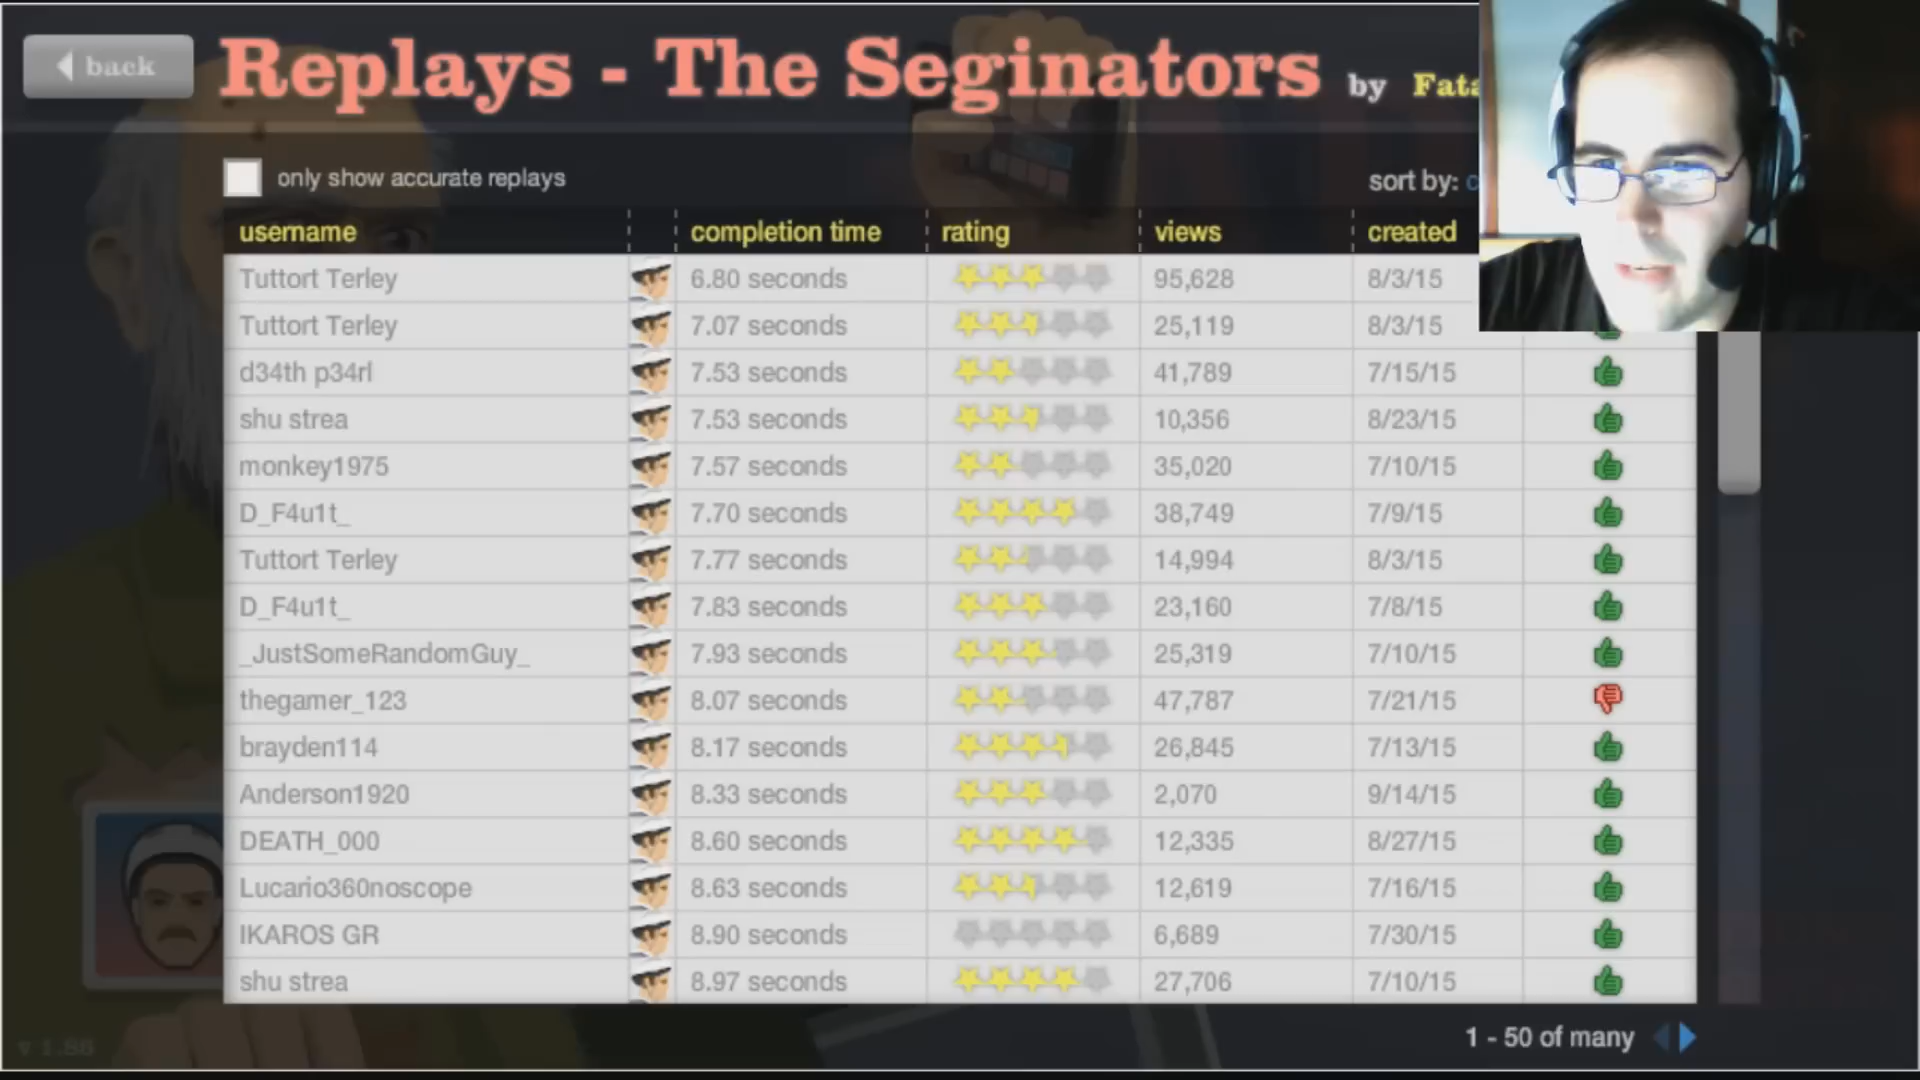 back
Replays - The Seginators by
only show accurate replays
sort by:
username completion time rating views created
Tuttort Terley 6.80 seconds 95,628 8/3/15
Tuttort Terley 7.07 seconds 25,119 8/3/15
d34th p34rl 7.53 seconds 41,789 7/15/15
shu strea 7.53 seconds 10,356 8/23/15
monkey1975 7.57 seconds 35,020 7/10/15
D_F4u1t_ 7.70 seconds 38,749 7/9/15
Tuttort Terley 7.77 seconds 14,994 8/3/15
D_F4u1t_ 7.83 seconds 23,160 7/8/15
_JustSomeRandomGuy_ 7.93 seconds 25,319 7/10/15
thegamer_123 8.07 seconds 47,787 7/21/15
brayden114 8.17 seconds 26,845 7/13/15
Anderson1920 8.33 seconds 2,070 9/14/15
DEATH_000 8.60 seconds 12,335 8/27/15
Lucario360noscope 8.63 seconds 12,619 7/16/15
IKAROS GR 8.90 seconds 6,689 7/30/15
shu strea 8.97 seconds 27,706 7/10/15
1 - 50 of many